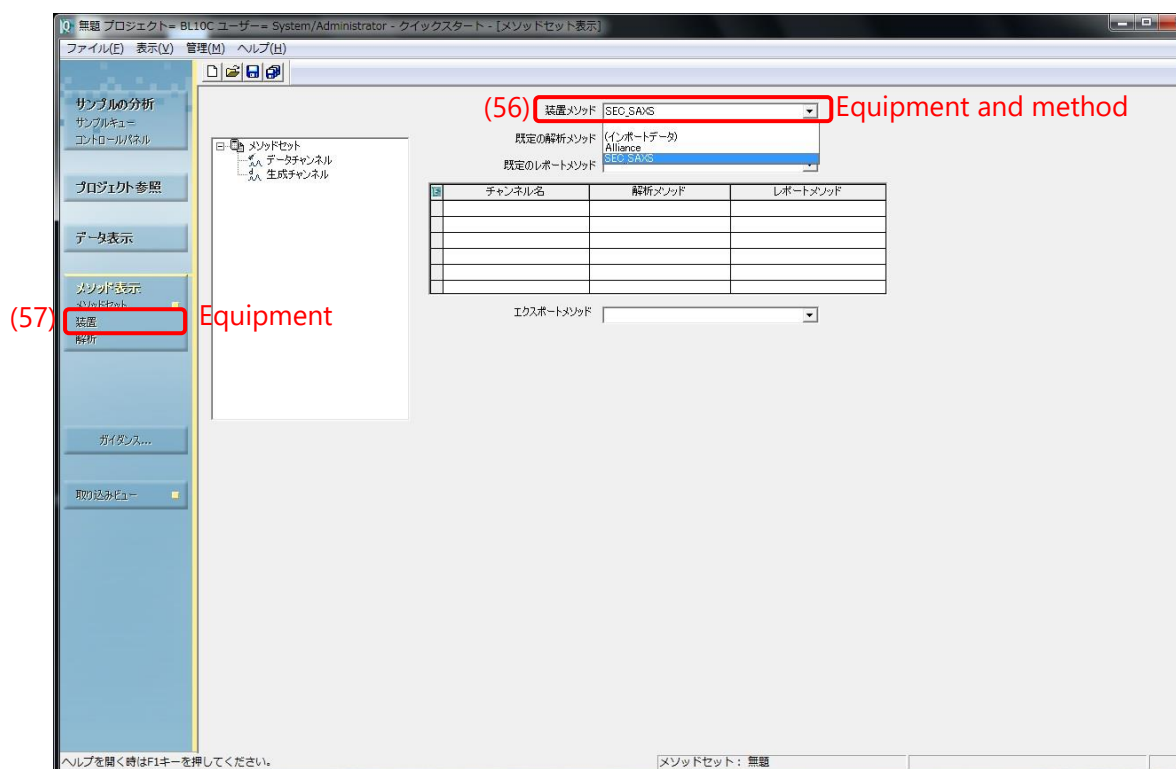 無題 プロジェクト= BL10C ユーザー= System/Administrator - クイックスタート - [メソッドセット表示]
ファイル(F) 表示(V) 管理(M) ヘルプ(H)
サンプルの分析
サンプルキュー
コントロールパネル
プロジェクト参照
データ表示
メソッド表示
メソッドセット
(57) 装置 Equipment
解析
ガイダンス...
取り込みビュー
メソッドセット
データチャンネル
生成チャンネル
(56) 装置メソッド SEC_SAXS Equipment and method
既定の解析メソッド (インポートデータ)
Alliance
既定のレポートメソッド SEC SAXS
チャンネル名 解析メソッド レポートメソッド
エクスポートメソッド
ヘルプを開く時はF1キーを押してください。 メソッドセット: 無題